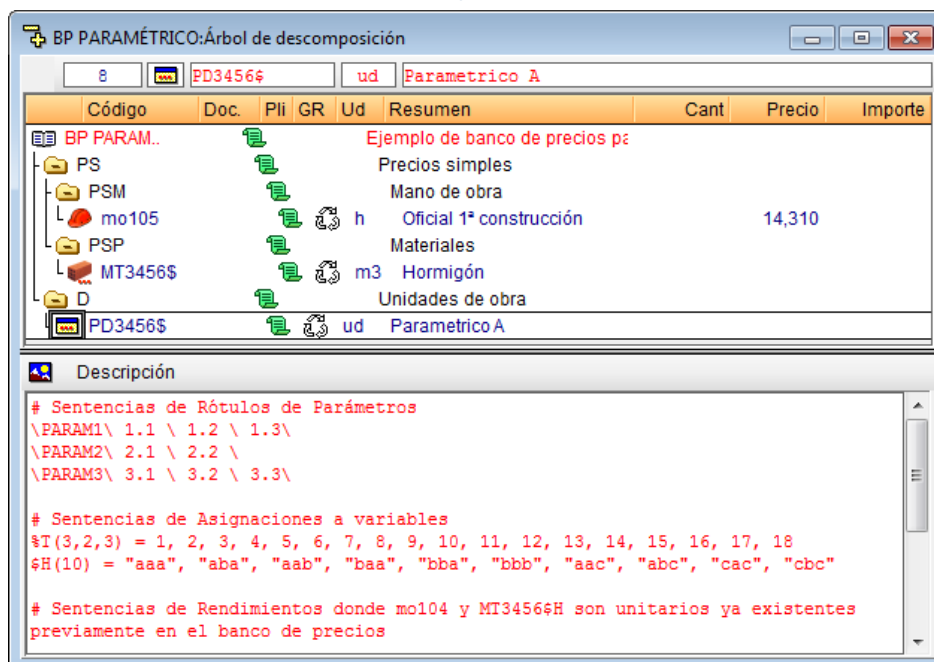 BP PARAMÉTRICO:Árbol de descomposición
8 PD3456$ ud Parametrico A
Código Doc. Pli GR Ud Resumen Cant Precio Importe
BP PARAM.. Ejemplo de banco de precios pa
PS Precios simples
PSM Mano de obra
mo105 h Oficial 1ª construcción 14,310
PSP Materiales
MT3456$ m3 Hormigón
D Unidades de obra
PD3456$ ud Parametrico A
Descripción
# Sentencias de Rótulos de Parámetros
\PARAM1\ 1.1 \ 1.2 \ 1.3\
\PARAM2\ 2.1 \ 2.2 \
\PARAM3\ 3.1 \ 3.2 \ 3.3\
# Sentencias de Asignaciones a variables
%T(3,2,3) = 1, 2, 3, 4, 5, 6, 7, 8, 9, 10, 11, 12, 13, 14, 15, 16, 17, 18
$H(10) = "aaa", "aba", "aab", "baa", "bba", "bbb", "aac", "abc", "cac", "cbc"
# Sentencias de Rendimientos donde mo104 y MT3456$H son unitarios ya existentes
previamente en el banco de precios